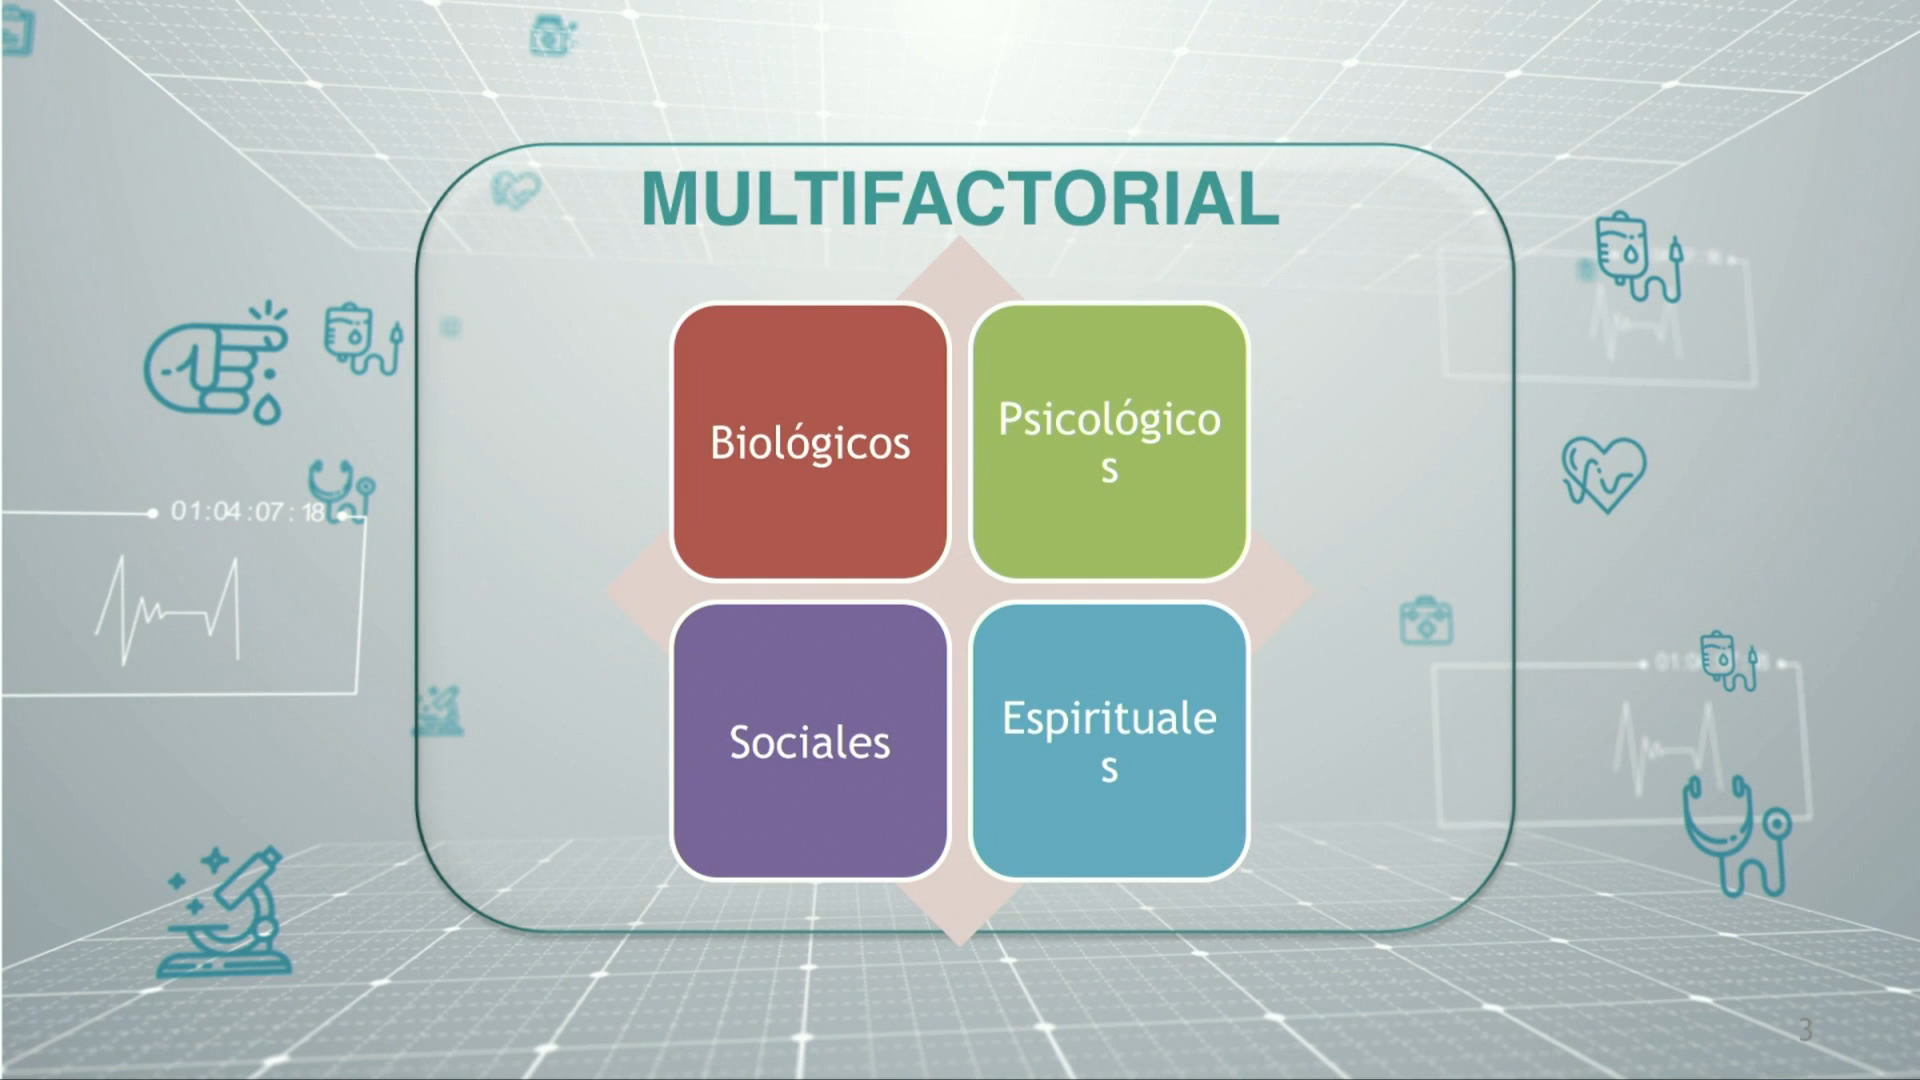 MULTIFACTORIAL
Biológicos
Psicológico
s
Sociales
Espirituale
s
01:04:07:18
3